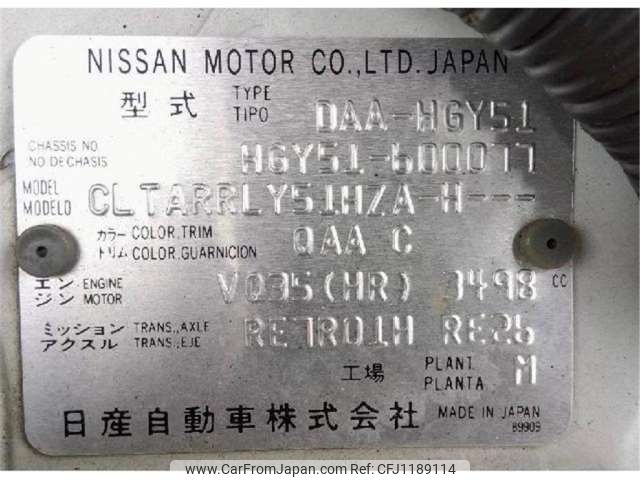 NISSAN MOTOR CO.,LTD. JAPAN
型式 TYPE TIPO DAA-HGY51
CHASSIS NO NO DE CHASIS HGY51-600077
MODEL MODELO CLTARRLY51HZA-H---
カラー COLOR,TRIM
トリム COLOR,GUARNICION QAA C
エンジン ENGINE MOTOR VQ35(HR) 3498 CC
ミッション TRANS.,AXLE
アクスル TRANS.,EJE RE7R01H RE26
工場 PLANT PLANTA M
日産自動車株式会社 MADE IN JAPAN
89909
www.CarFromJapan.com - CFJ1189114